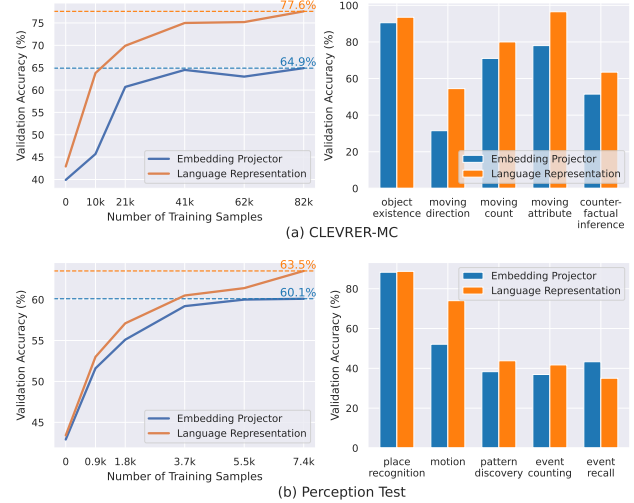 77.6%
64.9%
75
70
65
60
55
50
45
40
Validation Accuracy (%)
Embedding Projector
Language Representation
0 10k 21k 41k 62k 82k
Number of Training Samples
100
80
60
40
20
0
Validation Accuracy (%)
Embedding Projector
Language Representation
object existence
moving direction
moving count
moving attribute
counter-factual inference
(a) CLEVRER-MC
63.5%
60.1%
60
55
50
45
Validation Accuracy (%)
Embedding Projector
Language Representation
0 0.9k 1.8k 3.7k 5.5k 7.4k
Number of Training Samples
80
60
40
20
0
Validation Accuracy (%)
Embedding Projector
Language Representation
place recognition
motion
pattern discovery
event counting
event recall
(b) Perception Test